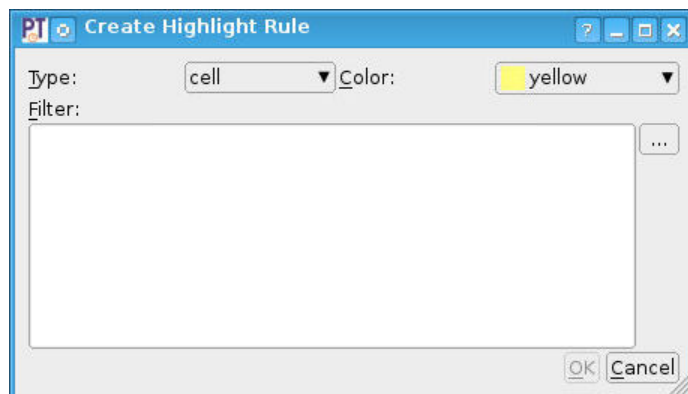 PT Create Highlight Rule ?
Type: cell Color: yellow
Filter:
...
OK Cancel